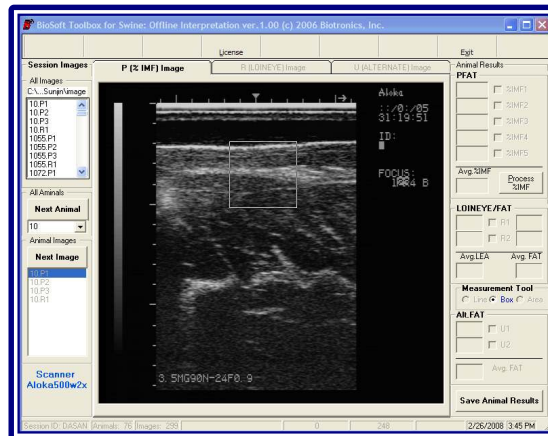 BioSoft Toolbox for Swine: Offline Interpretation ver.1.00 (c) 2006 Biotronics, Inc.
License
Exit
Session Images
All Images
C:\...Sunjin\image
10.P1
10.P2
10.P3
10.R1
1055.P1
1055.P2
1055.P3
1055.R1
1072.P1
All Aminals
Next Animal
10
Animal Images
Next Image
10.P1
10.P2
10.P3
10.R1
Scanner
Aloka500w2x
P (% IMF) Image
R (LOINEYE) Image
U (ALTERNATE) Image
Aloka
::/0:/05
31:19:51
ID:
FOCUS:
3.5MG90N-24F0 9
Animal Results
PFAT
%IMF1
%IMF2
%IMF3
%IMF4
%IMF5
Avg.%IMF
Process
%IMF
LOINEYE/FAT
R1
R2
Avg.LEA
Avg. FAT
Measurement Tool
Line
Box
Area
Alt.FAT
U1
U2
Avg. FAT
Save Animal Results
Session ID: DASAN
Animals: 76
Images: 299
0
248
2/26/2008
3:45 PM